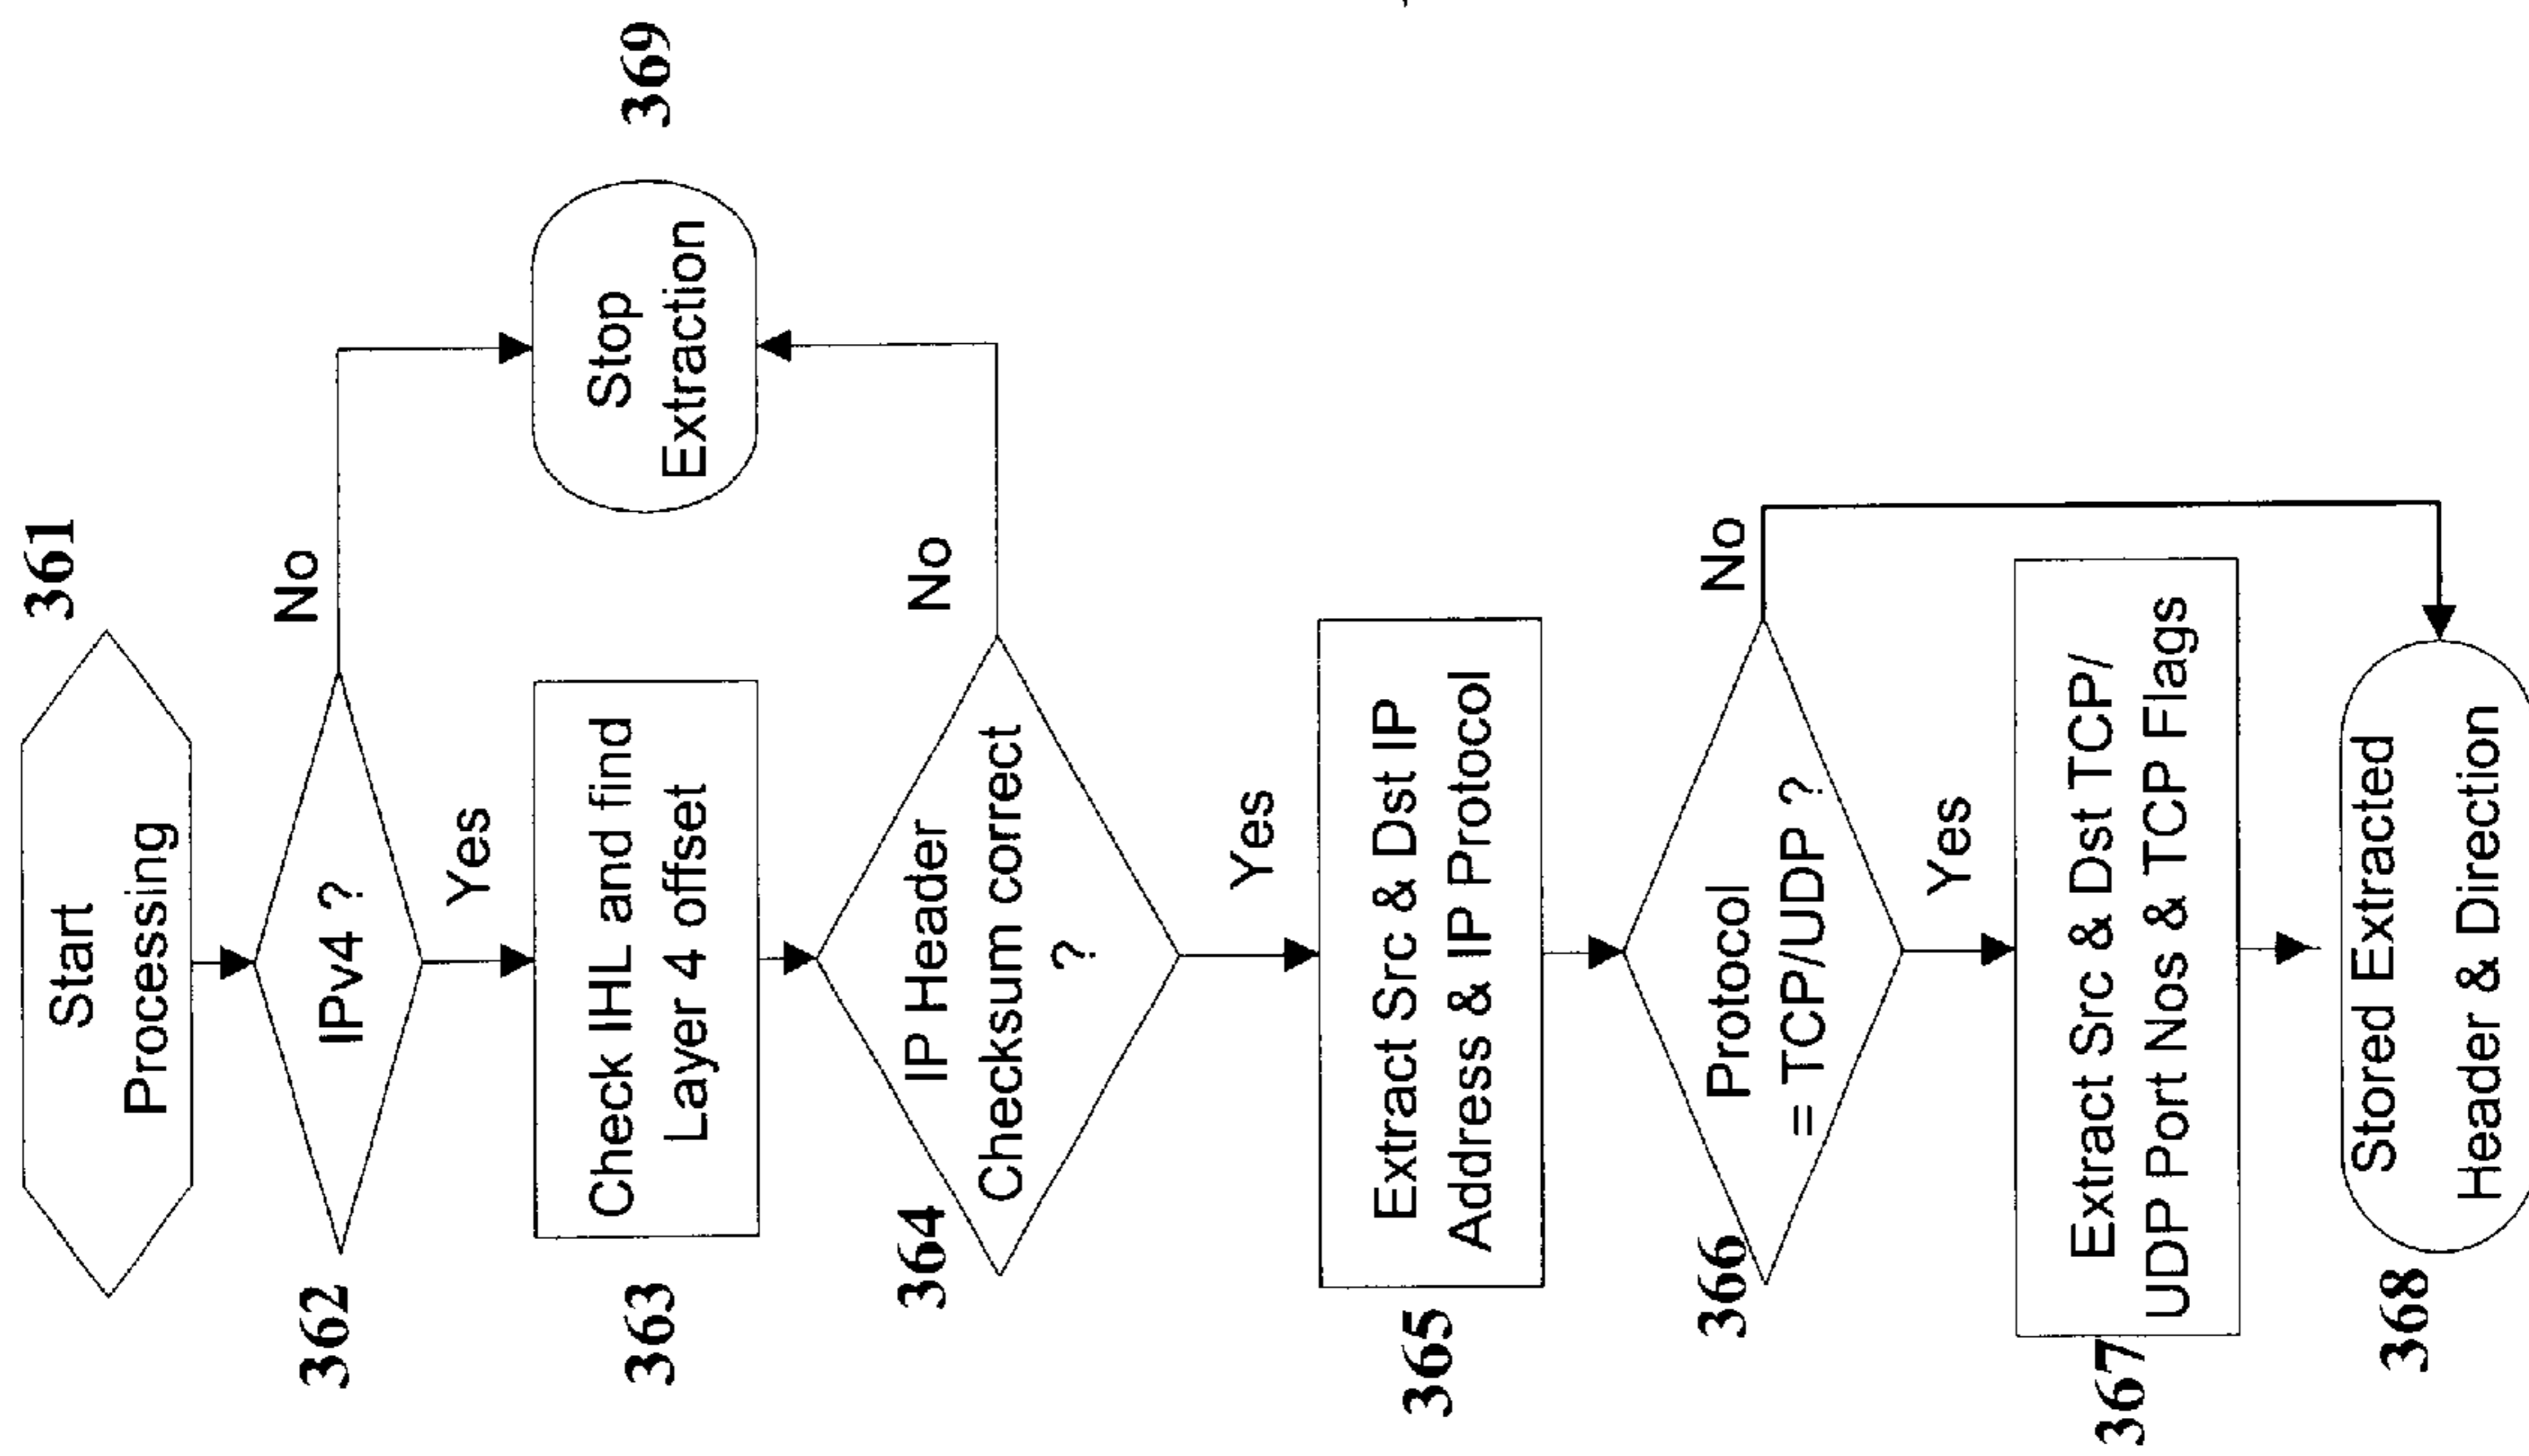 361
Start
Processing
362
IPv4 ?
No
Yes
369
Stop
Extraction
363
Check IHL and find
Layer 4 offset
364
IP Header
Checksum correct
?
No
Yes
365
Extract Src & Dst IP
Address & IP Protocol
366
Protocol
= TCP/UDP ?
No
Yes
367
Extract Src & Dst TCP/
UDP Port Nos & TCP Flags
368
Stored Extracted
Header & Direction